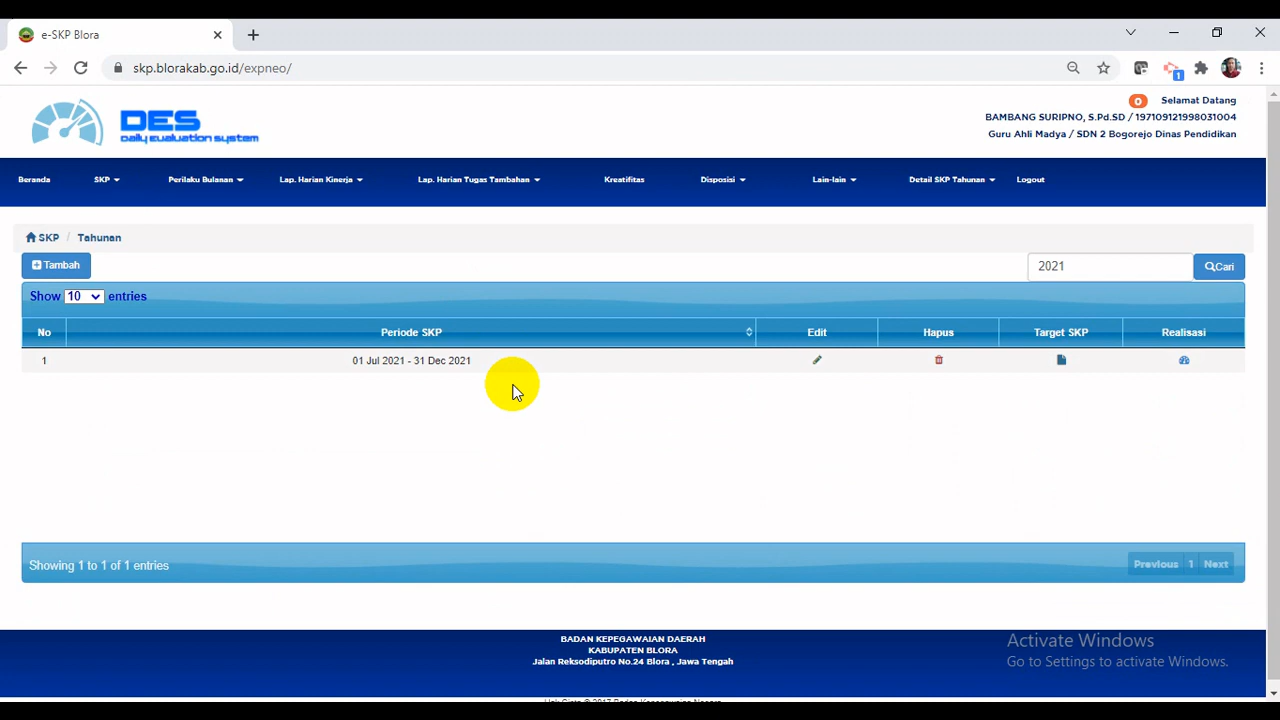 e-SKP Blora
skp.blorakab.go.id/expneo/
1
DES
Daily Evaluation System
0 Selamat Datang
BAMBANG SURIPNO, S.Pd.SD / 197109121998031004
Guru Ahli Madya / SDN 2 Bogorejo Dinas Pendidikan
Beranda SKP Perilaku Bulanan Lap. Harian Kinerja Lap. Harian Tugas Tambahan Kreatifitas Disposisi Lain-lain Detail SKP Tahunan Logout
SKP / Tahunan
Tambah 2021 Cari
Show 10 entries
No Periode SKP Edit Hapus Target SKP Realisasi
1 01 Jul 2021 - 31 Dec 2021
Showing 1 to 1 of 1 entries Previous 1 Next
BADAN KEPEGAWAIAN DAERAH
KABUPATEN BLORA
Jalan Reksodiputro No.24 Blora , Jawa Tengah
Activate Windows
Go to Settings to activate Windows.